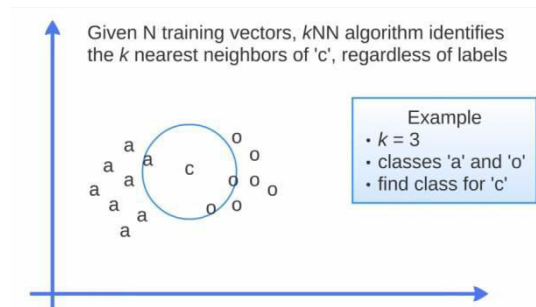 Given N training vectors, kNN algorithm identifies
the k nearest neighbors of 'c', regardless of labels
Example
• k = 3
• classes 'a' and 'o'
• find class for 'c'
o
a
a
o
a
c
a
o
o
a
o
a
o
o
a
a